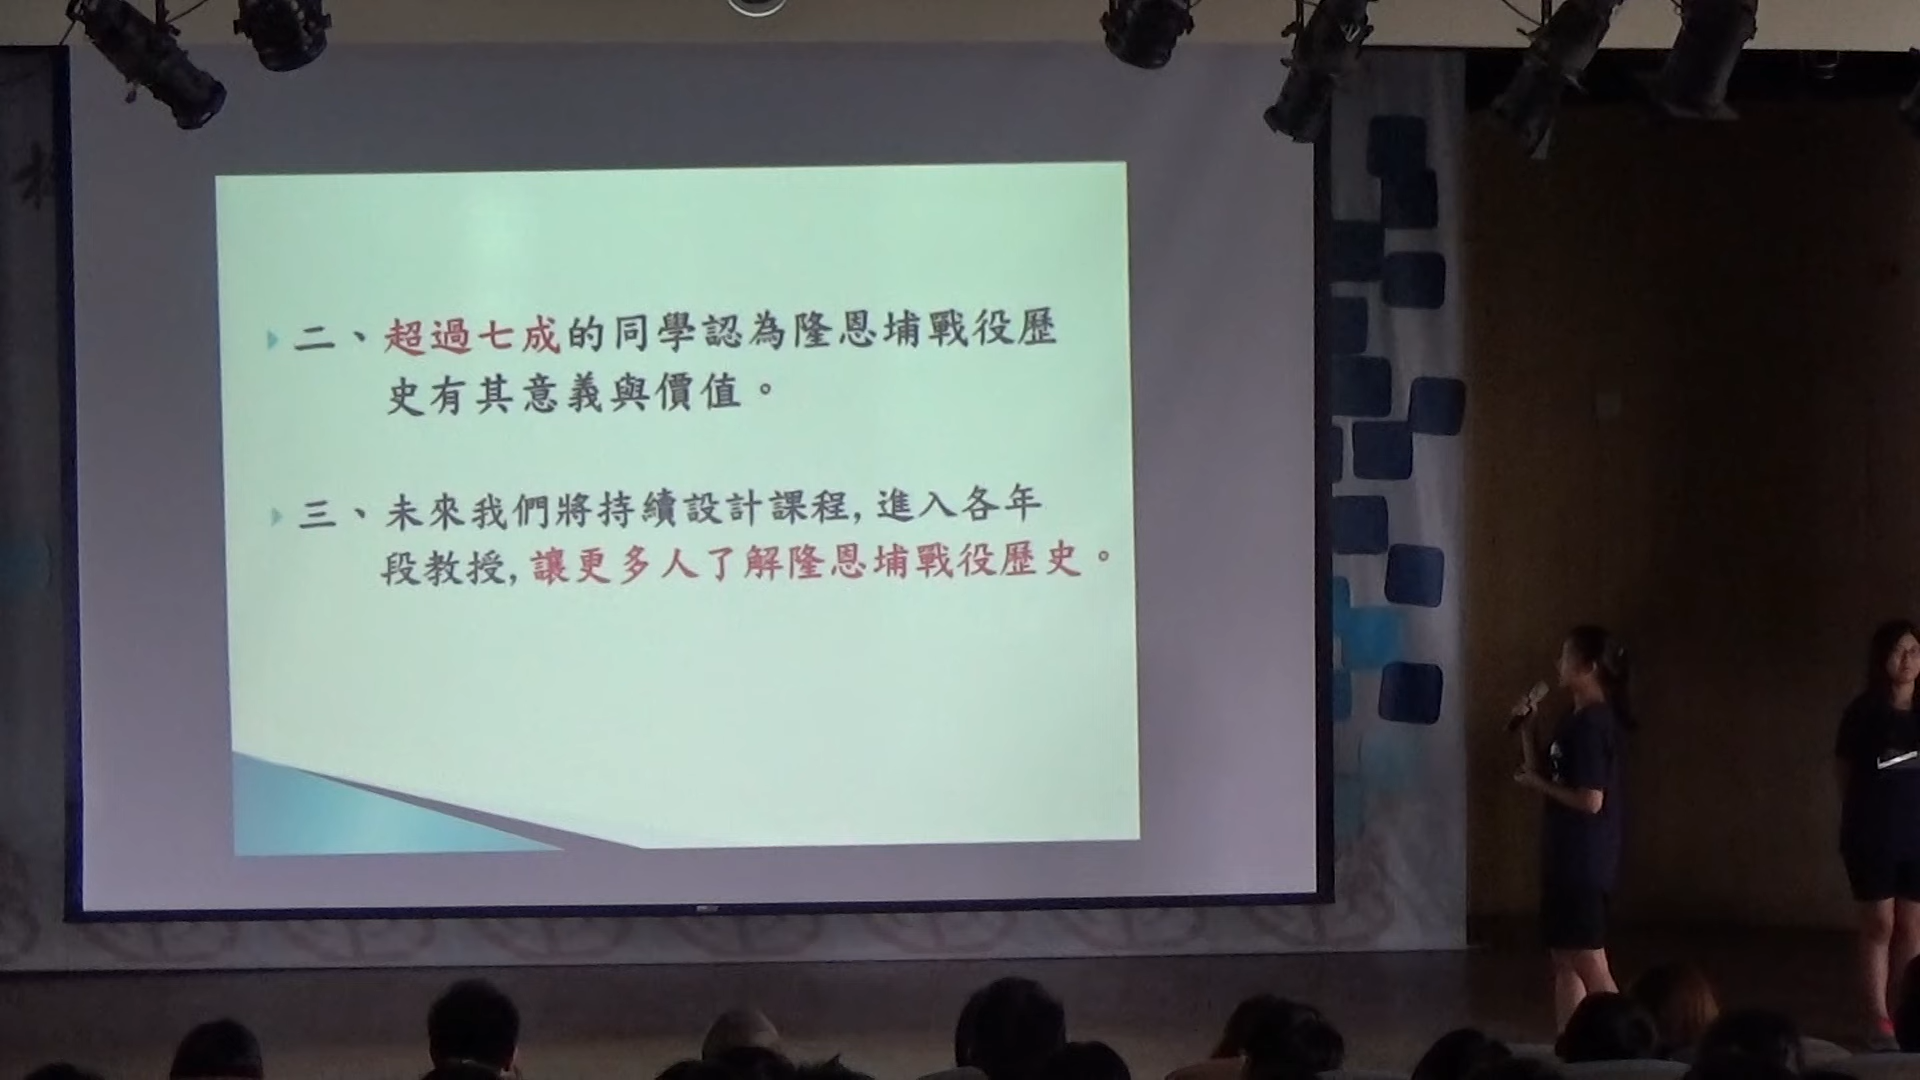 二、超過七成的同學認為隆恩埔戰役歷
史有其意義與價值。
三、未來我們將持續設計課程,進入各年
段教授,讓更多人了解隆恩埔戰役歷史。